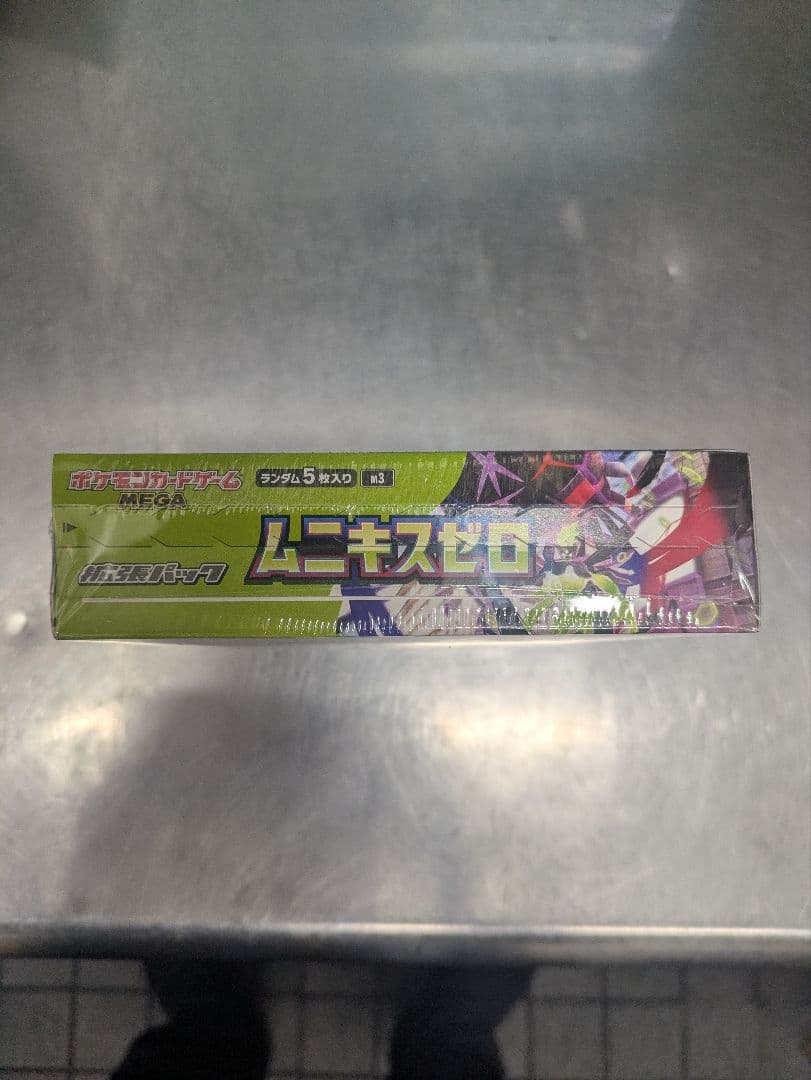 ポケモンカードゲーム
MEGA
ランダム5枚入り
M3
ムニキスゼロ
拡張パック